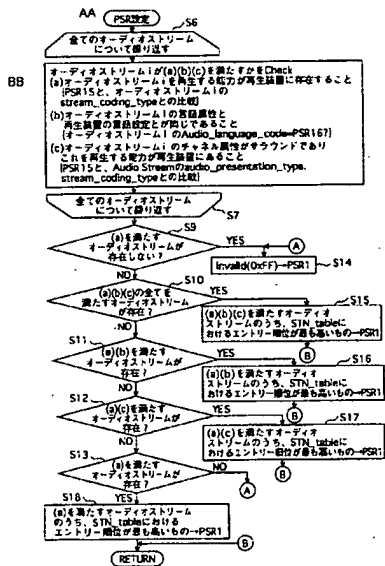 AA
PSR設定
S6
全てのオーディオストリーム
について繰り返す
BB
オーディオストリームiが(a)(b)(c)を満たすかをCheck
(a)オーディオストリームiを再生する能力が再生装置に存在すること
[PSR15と、オーディオストリームiの
stream_coding_typeとの比較]
(b)オーディオストリームiの言語属性と
再生装置の言語設定とが同じであること
[オーディオストリームiのAudio_language_code=PSR16?]
(c)オーディオストリームiのチャネル属性がサラウンドであり
これを再生する能力が再生装置にあること
[PSR15と、Audio Streamのaudio_presentation_type,
stream_coding_typeとの比較]
全てのオーディオストリーム
について繰り返す
S7
S9
(a)を満たす
オーディオストリームが
存在しない?
YES
A
Invalid(0xFF)→PSR1
S14
NO
S10
(a)(b)(c)の全てを
満たすオーディオストリーム
が存在?
YES
S15
(a)(b)(c)を満たすオーディオ
ストリームのうち、STN_tableに
おけるエントリー順位が最も高いもの→PSR1
B
NO
S11
(a)(b)を満たす
オーディオストリームが
存在?
YES
S16
(a)(b)を満たすオーディオ
ストリームのうち、STN_tableに
おけるエントリー順位が最も高いもの→PSR1
B
NO
S12
(a)(c)を満たす
オーディオストリームが
存在?
YES
S17
(a)(c)を満たすオーディオ
ストリームのうち、STN_tableに
おけるエントリー順位が最も高いもの→PSR1
B
NO
S13
(a)を満たす
オーディオストリームが
存在?
NO
A
YES
S18
(a)を満たすオーディオストリーム
のうち、STN_tableにおける
エントリー順位が最も高いもの→PSR1
B
RETURN